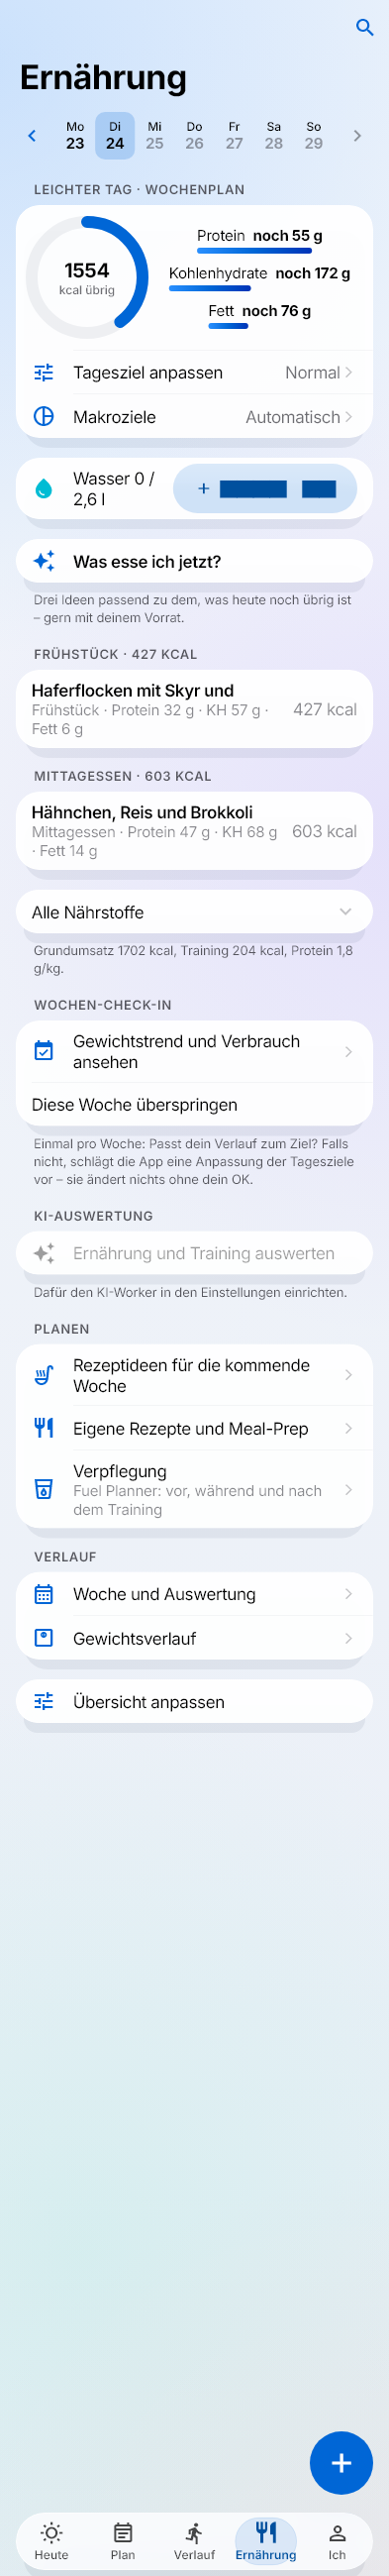 Ernährung
Mo Di Mi Do Fr Sa So
23 24 25 26 27 28 29
LEICHTER TAG · WOCHENPLAN
1554
kcal übrig
Protein noch 55 g
Kohlenhydrate noch 172 g
Fett noch 76 g
Tagesziel anpassen Normal
Makroziele Automatisch
Wasser 0 /
2,6 l
+
Was esse ich jetzt?
Drei Ideen passend zu dem, was heute noch übrig ist
– gern mit deinem Vorrat.
FRÜHSTÜCK · 427 KCAL
Haferflocken mit Skyr und
Frühstück · Protein 32 g · KH 57 g ·
Fett 6 g
427 kcal
MITTAGESSEN · 603 KCAL
Hähnchen, Reis und Brokkoli
Mittagessen · Protein 47 g · KH 68 g
· Fett 14 g
603 kcal
Alle Nährstoffe
Grundumsatz 1702 kcal, Training 204 kcal, Protein 1,8
g/kg.
WOCHEN-CHECK-IN
Gewichtstrend und Verbrauch
ansehen
Diese Woche überspringen
Einmal pro Woche: Passt dein Verlauf zum Ziel? Falls
nicht, schlägt die App eine Anpassung der Tagesziele
vor – sie ändert nichts ohne dein OK.
KI-AUSWERTUNG
Ernährung und Training auswerten
Dafür den KI-Worker in den Einstellungen einrichten.
PLANEN
Rezeptideen für die kommende
Woche
Eigene Rezepte und Meal-Prep
Verpflegung
Fuel Planner: vor, während und nach
dem Training
VERLAUF
Woche und Auswertung
Gewichtsverlauf
Übersicht anpassen
+
Heute Plan Verlauf Ernährung Ich